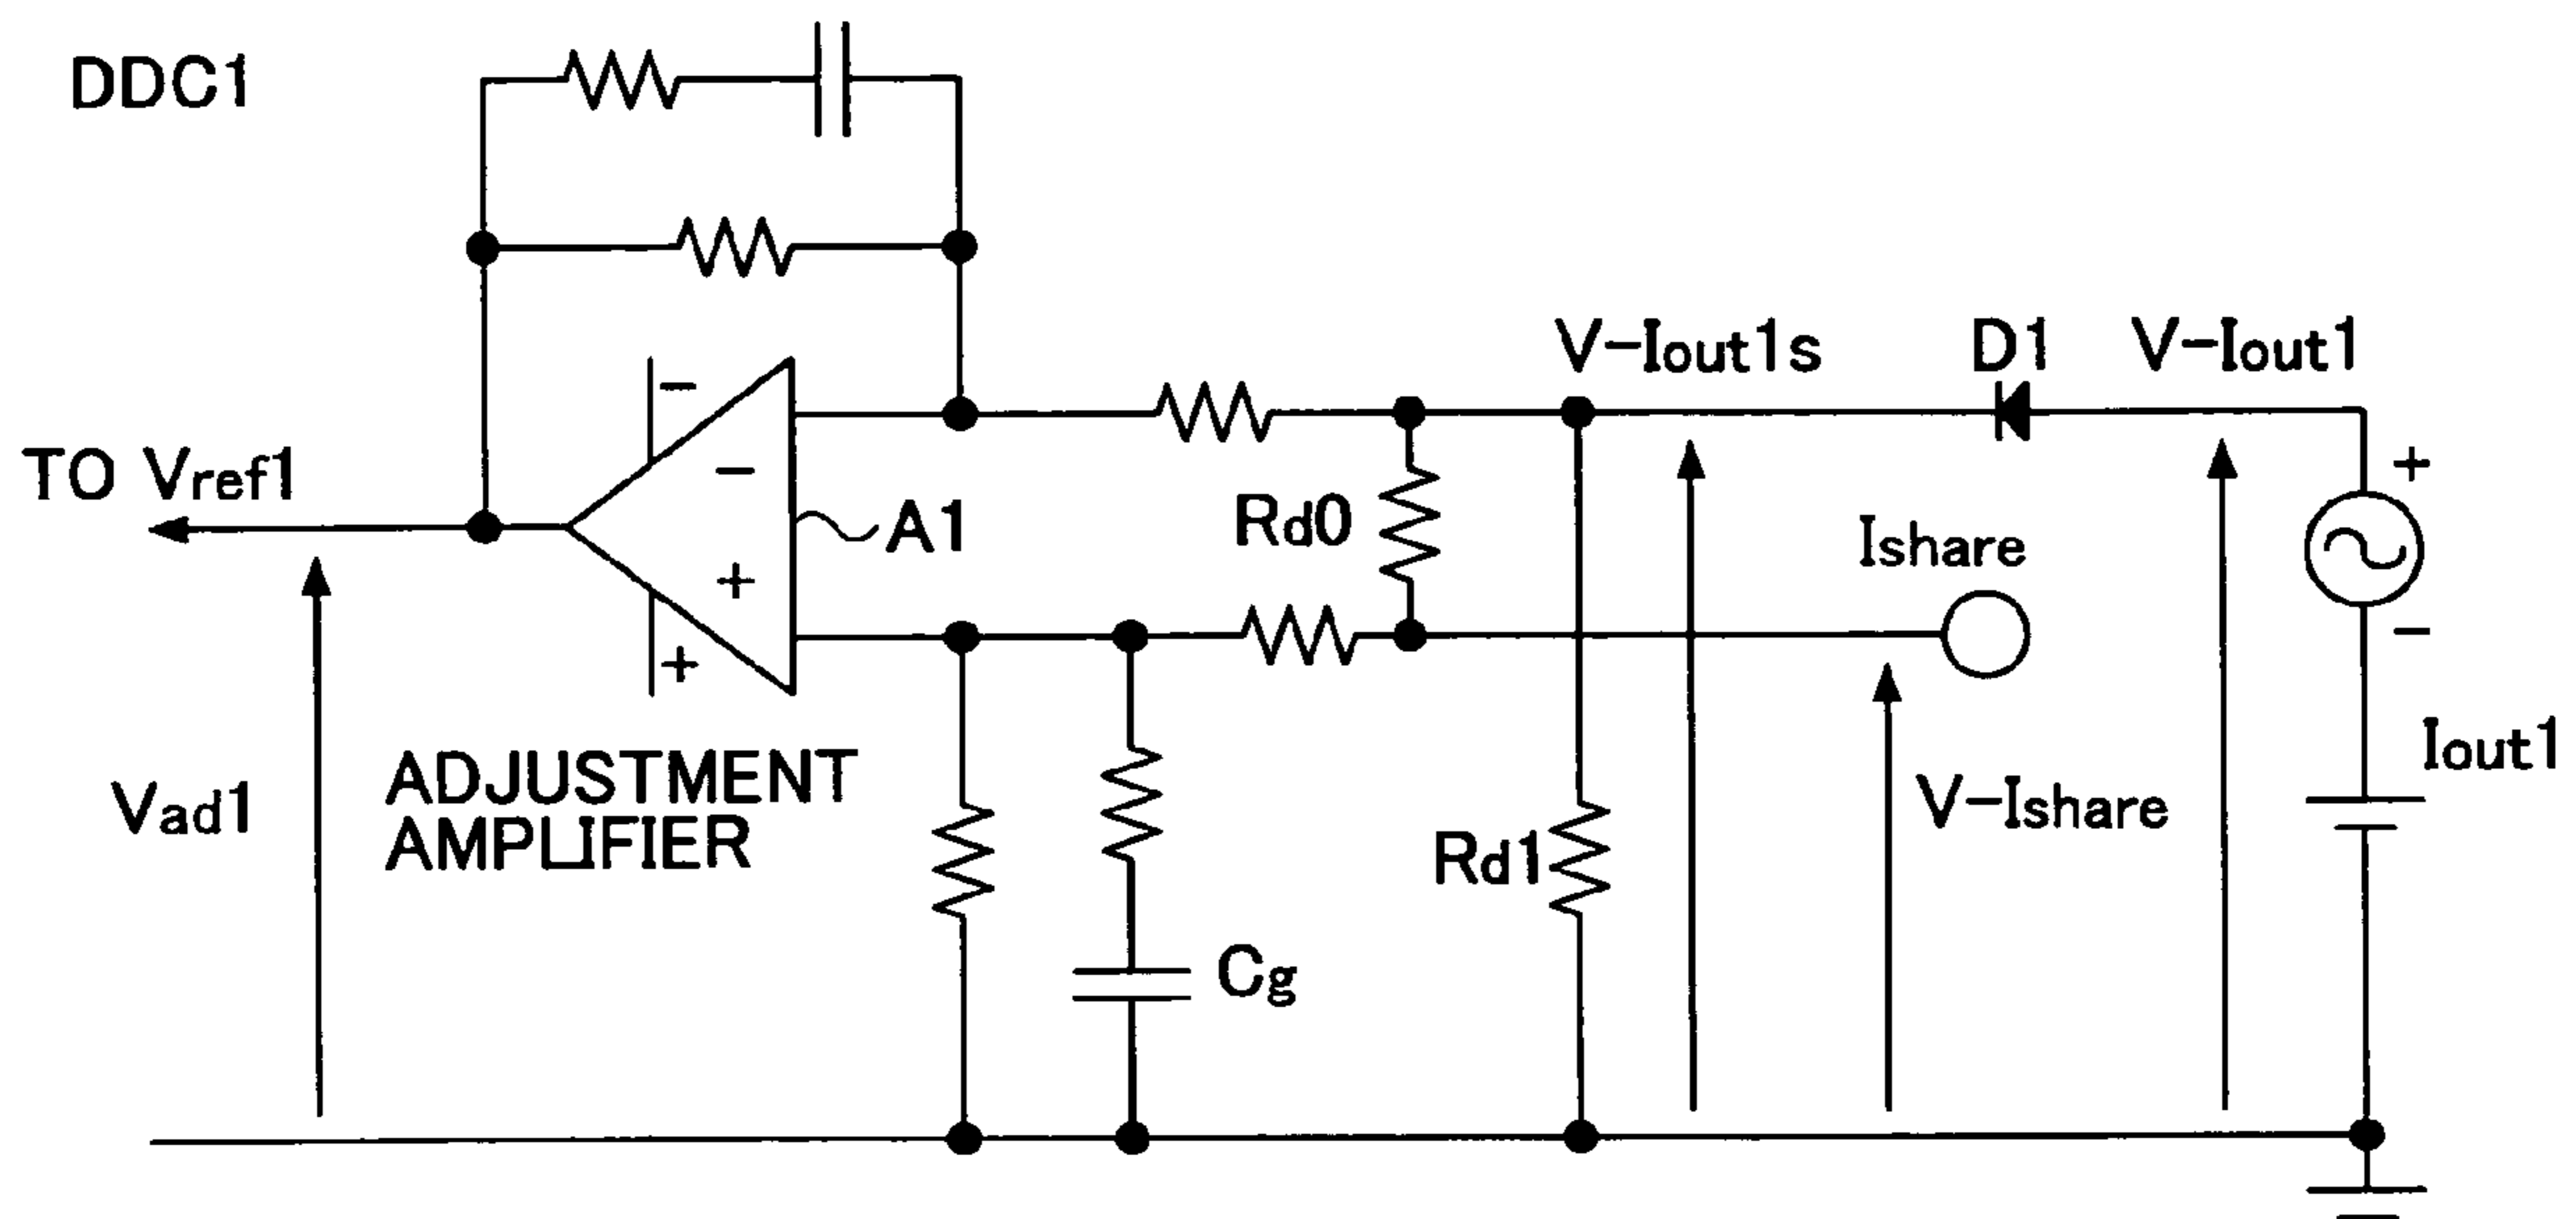 DDC1
V-Iout1s
D1
V-Iout1
−
+
TO Vref1
−
A1
Rd0
Ishare
+
+
−
Iout1
Vad1
ADJUSTMENT
AMPLIFIER
V-Ishare
Rd1
Cg